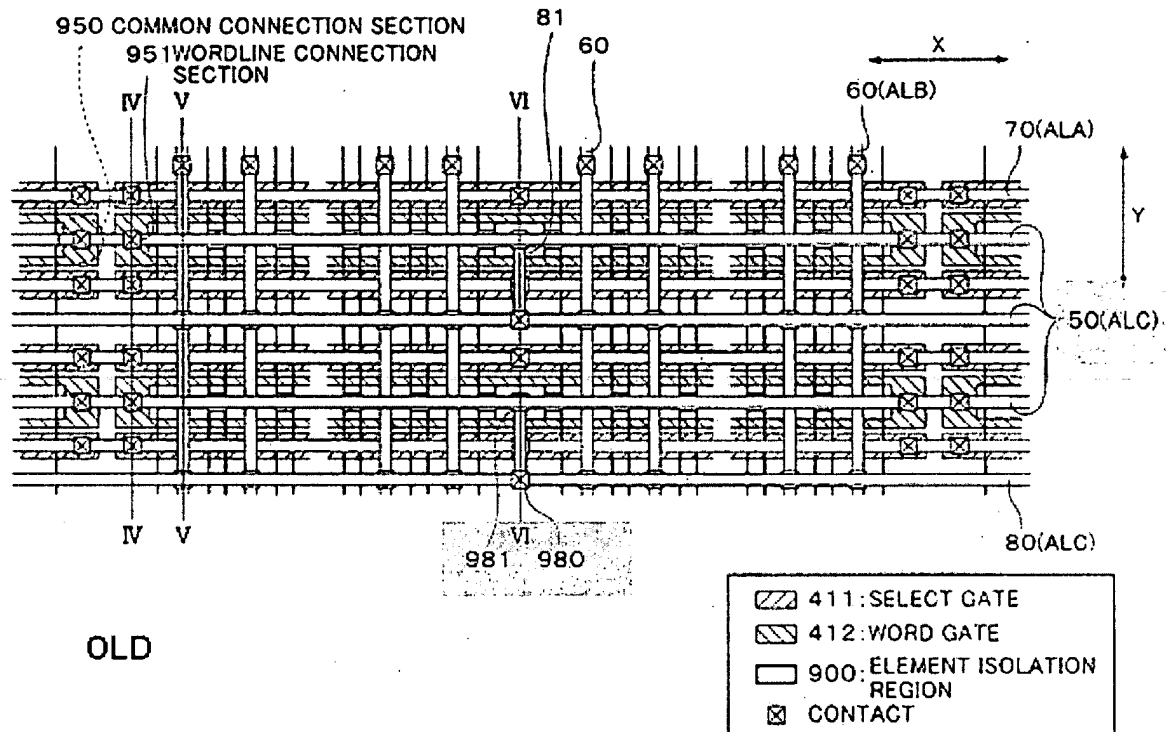 950 COMMON CONNECTION SECTION
951 WORDLINE CONNECTION
SECTION
81
60
X
60(ALB)
70(ALA)
IV
V
VI
Y
50(ALC)
IV
V
VI
981
980
80(ALC)
OLD
411:SELECT GATE
412:WORD GATE
900:ELEMENT ISOLATION
REGION
CONTACT